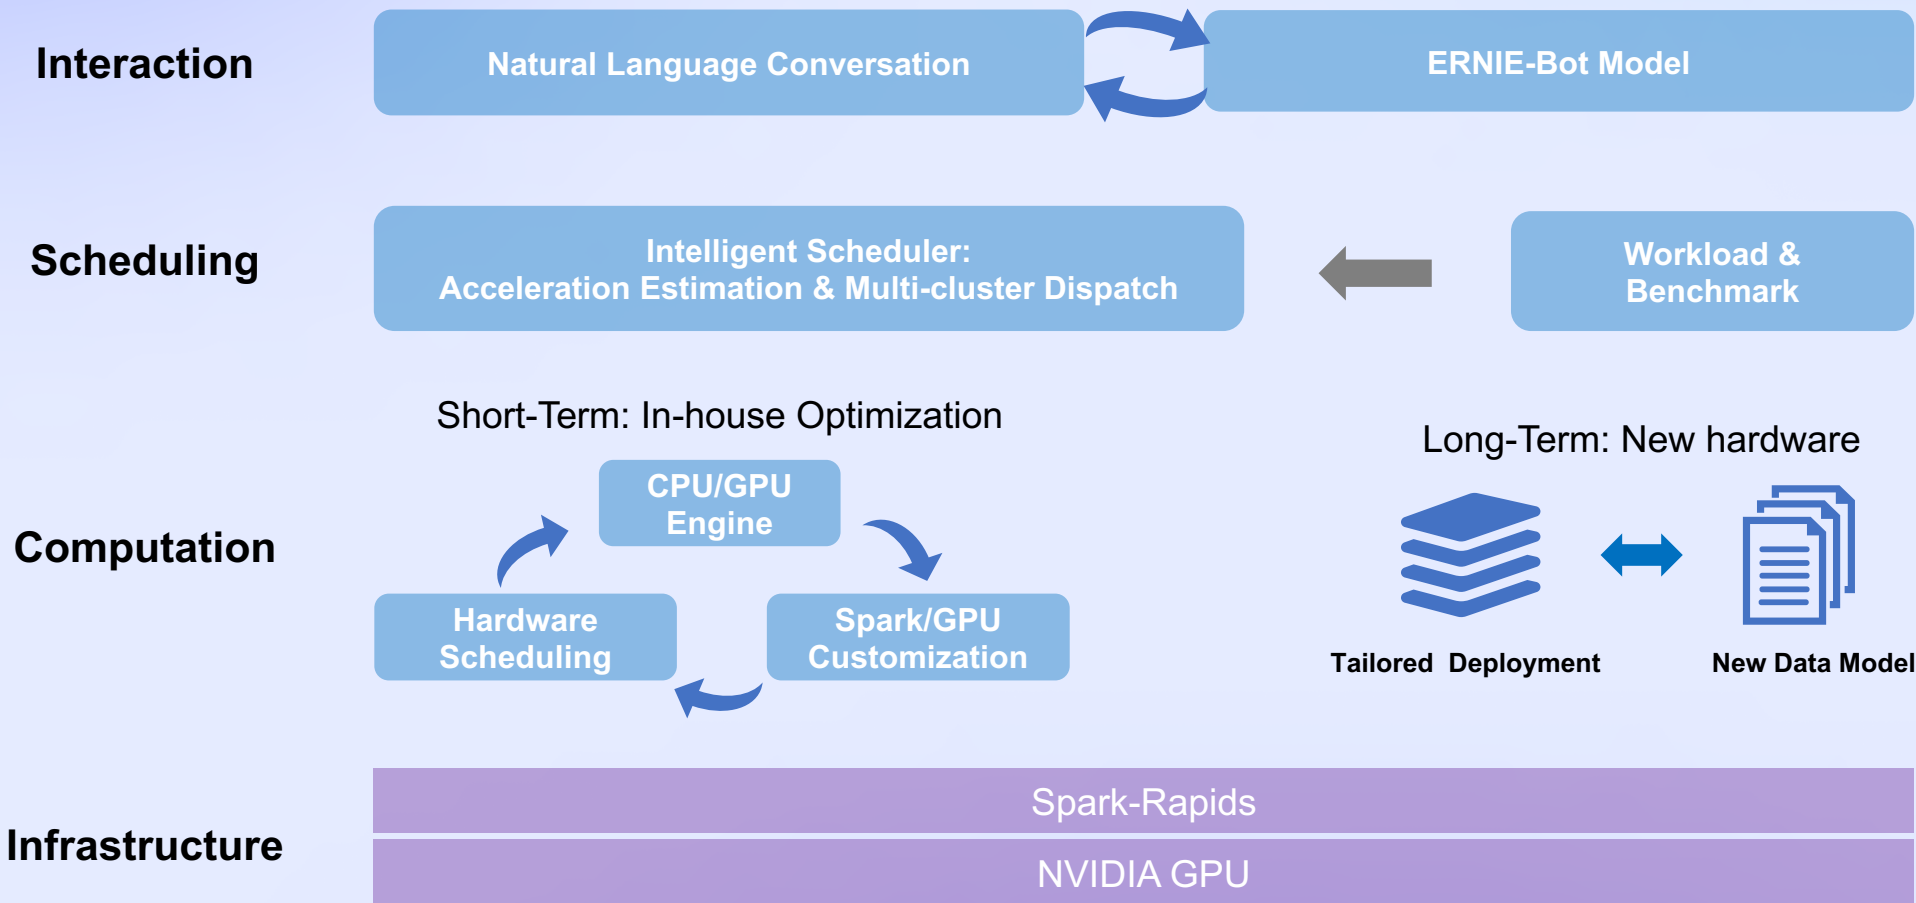 Interaction
Natural Language Conversation
ERNIE-Bot Model
Scheduling
Intelligent Scheduler:
Acceleration Estimation & Multi-cluster Dispatch
Workload &
Benchmark
Computation
Short-Term: In-house Optimization
CPU/GPU
Engine
Hardware
Scheduling
Spark/GPU
Customization
Long-Term: New hardware
Tailored Deployment
New Data Model
Infrastructure
Spark-Rapids
NVIDIA GPU